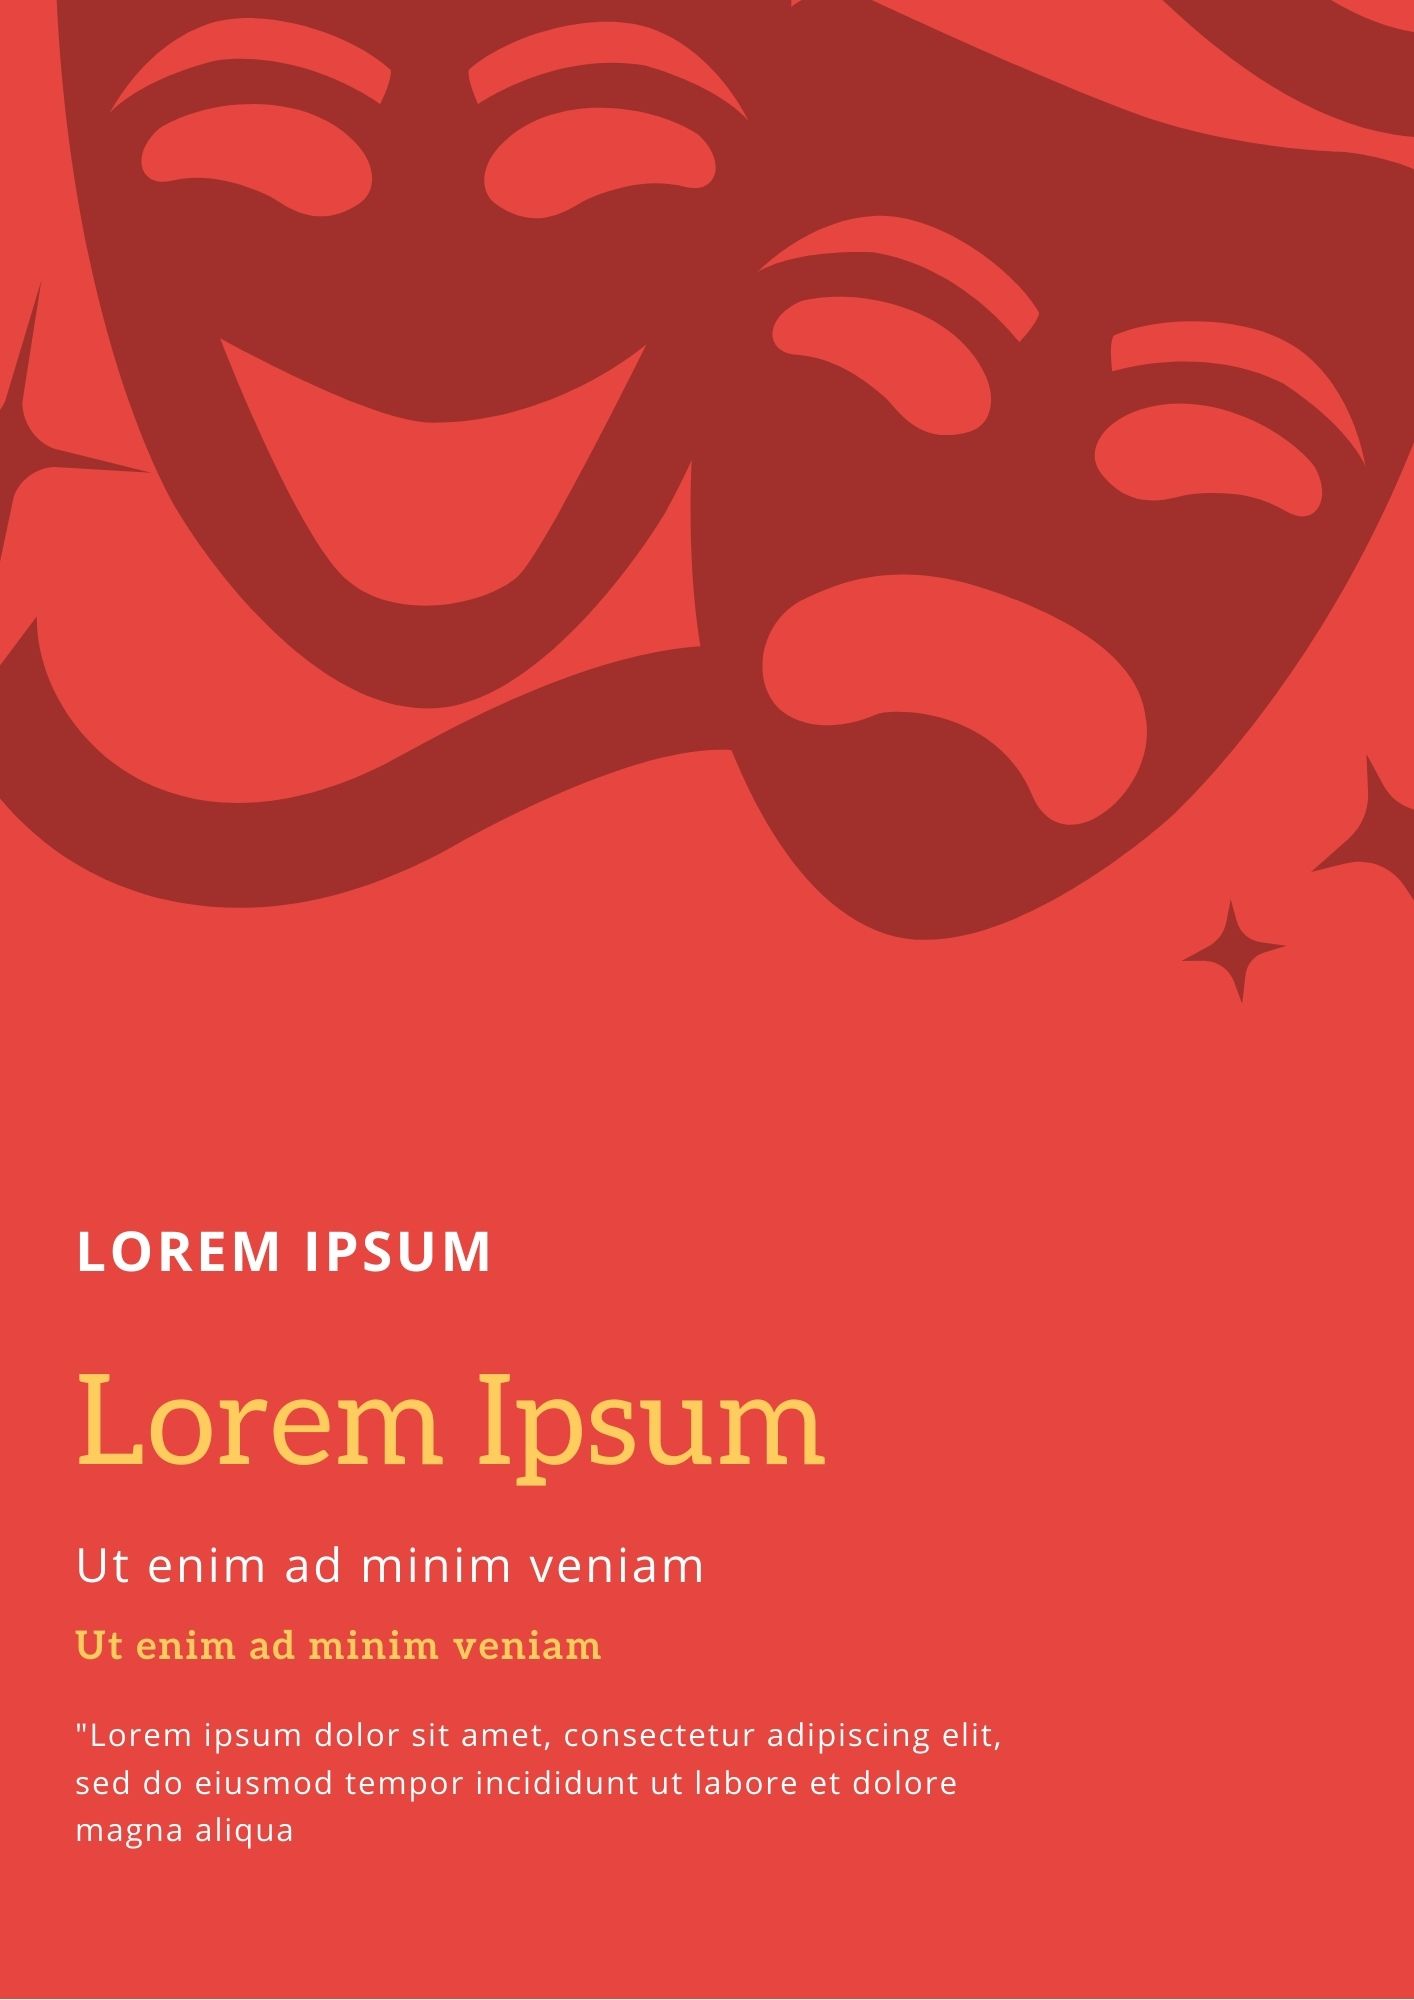 LOREM IPSUM
Lorem Ipsum
Ut enim ad minim veniam
Ut enim ad minim veniam
"Lorem ipsum dolor sit amet, consectetur adipiscing elit,
sed do eiusmod tempor incididunt ut labore et dolore
magna aliqua